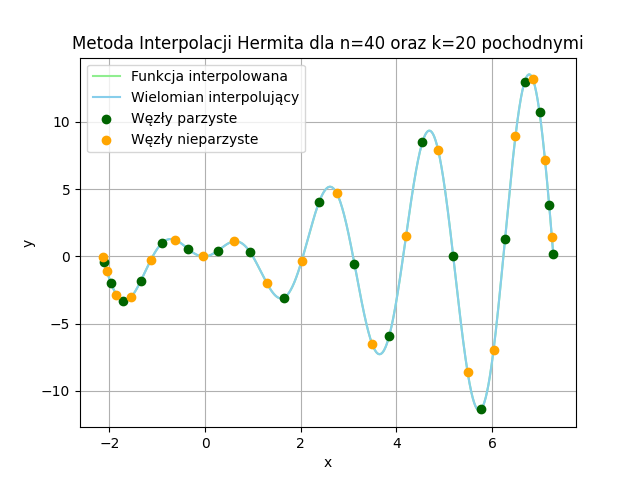 Metoda Interpolacji Hermita dla n=40 oraz k=20 pochodnymi
Funkcja interpolowana
Wielomian interpolujący
Węzły parzyste
Węzły nieparzyste
y
10
5
0
−5
−10
−2 0 2 4 6
x